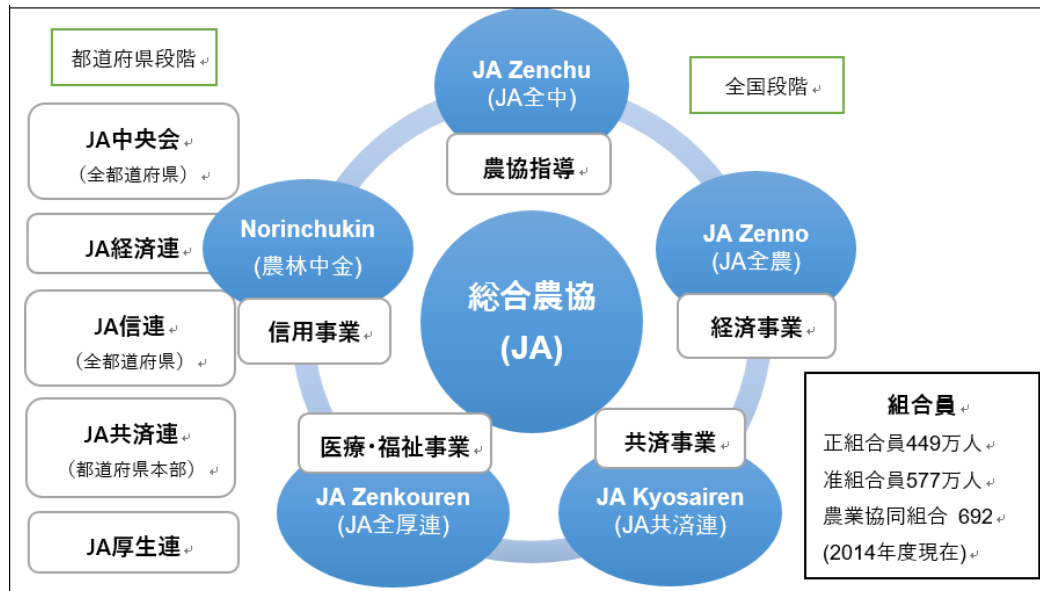 都道府県段階
JA中央会
(全都道府県)
JA経済連
JA信連
(全都道府県)
JA共済連
(都道府県本部)
JA厚生連
JA Zenchu
(JA全中)
農協指導
全国段階
Norinchukin
(農林中金)
信用事業
JA Zenno
(JA全農)
経済事業
総合農協
(JA)
医療・福祉事業
JA Zenkouren
(JA全厚連)
共済事業
JA Kyosairen
(JA共済連)
組合員
正組合員449万人
准組合員577万人
農業協同組合 692
(2014年度現在)